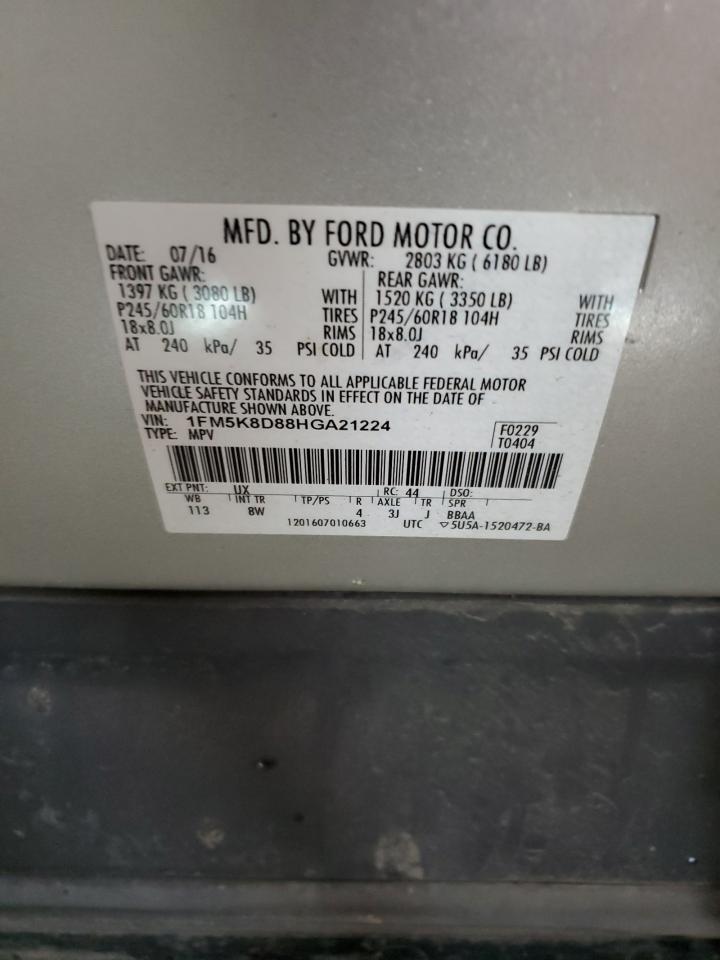 MFD. BY FORD MOTOR CO.
DATE: 07/16 GVWR: 2803 KG ( 6180 LB)
FRONT GAWR: REAR GAWR:
1397 KG ( 3080 LB) WITH 1520 KG ( 3350 LB) WITH
P245/60R18 104H TIRES P245/60R18 104H TIRES
18x8.0J RIMS 18x8.0J RIMS
AT 240 kPa/ 35 PSI COLD AT 240 kPa/ 35 PSI COLD
THIS VEHICLE CONFORMS TO ALL APPLICABLE FEDERAL MOTOR
VEHICLE SAFETY STANDARDS IN EFFECT ON THE DATE OF
MANUFACTURE SHOWN ABOVE.
VIN: 1FM5K8D88HGA21224 F0229
TYPE: MPV T0404
EXT PNT: UX RC: 44 DSO:
WB INT TR TP/PS R AXLE TR SPR
113 8W 4 3J J BBAA
1201607010663 UTC ▽5U5A-1520472-BA